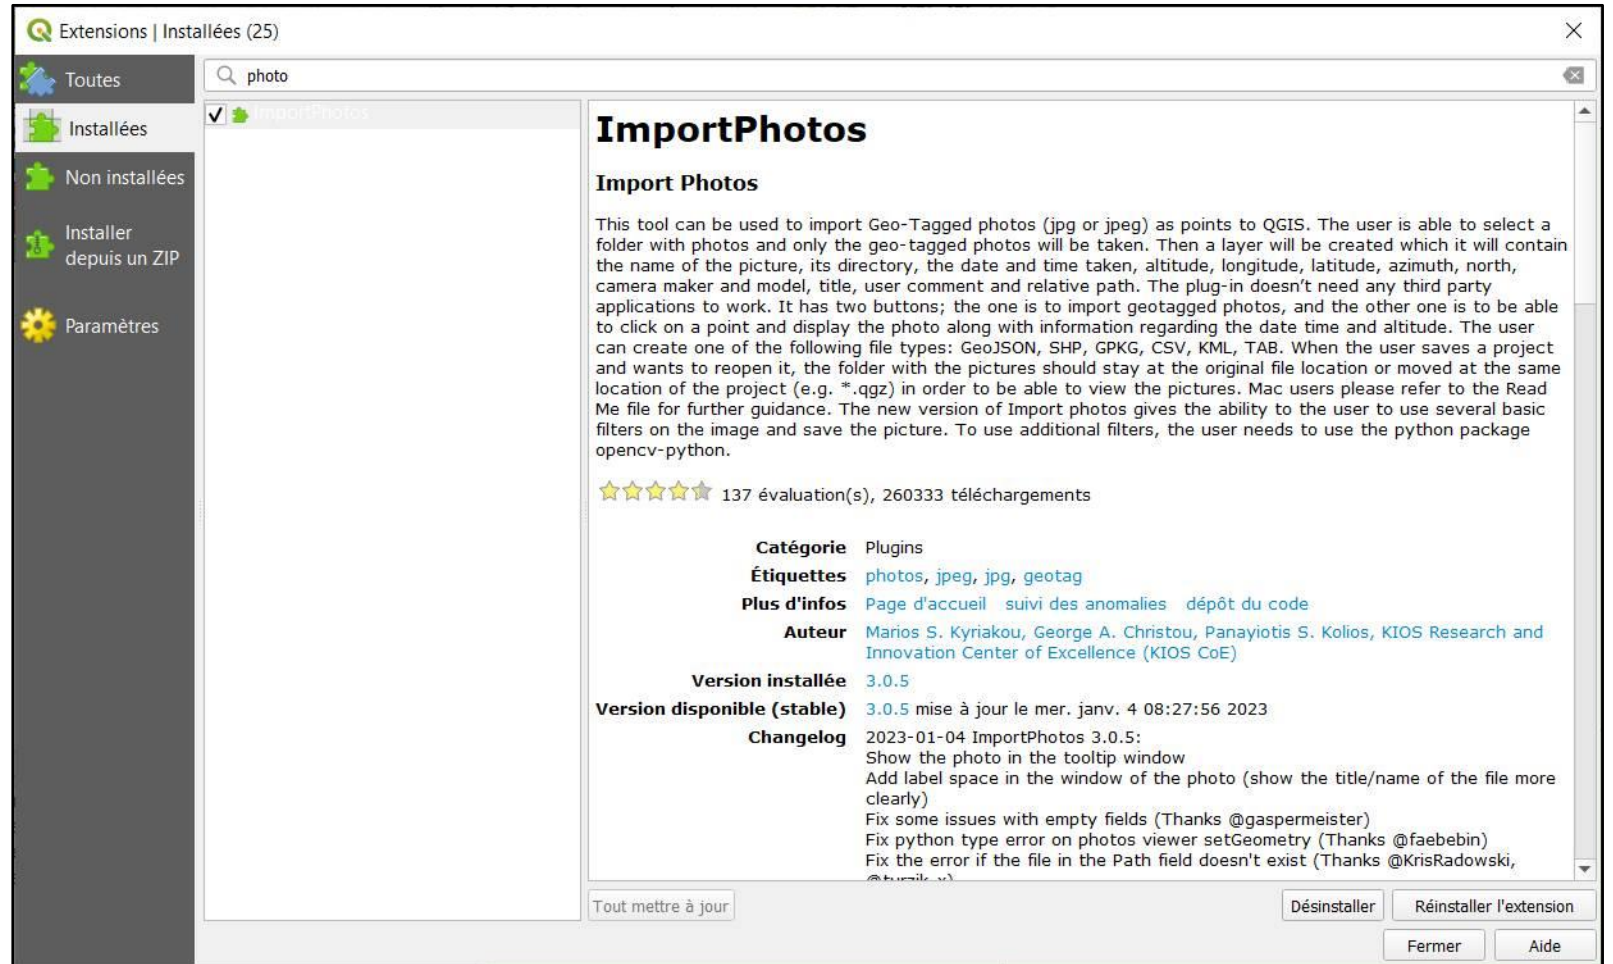 Extensions | Installées (25)
Toutes
Installées
Non installées
Installer
depuis un ZIP
Paramètres
photo
ImportPhotos
ImportPhotos
Import Photos
This tool can be used to import Geo-Tagged photos (jpg or jpeg) as points to QGIS. The user is able to select a
folder with photos and only the geo-tagged photos will be taken. Then a layer will be created which it will contain
the name of the picture, its directory, the date and time taken, altitude, longitude, latitude, azimuth, north,
camera maker and model, title, user comment and relative path. The plug-in doesn’t need any third party
applications to work. It has two buttons; the one is to import geotagged photos, and the other one is to be able
to click on a point and display the photo along with information regarding the date time and altitude. The user
can create one of the following file types: GeoJSON, SHP, GPKG, CSV, KML, TAB. When the user saves a project
and wants to reopen it, the folder with the pictures should stay at the original file location or moved at the same
location of the project (e.g. *.qgz) in order to be able to view the pictures. Mac users please refer to the Read
Me file for further guidance. The new version of Import photos gives the ability to the user to use several basic
filters on the image and save the picture. To use additional filters, the user needs to use the python package
opencv-python.
137 évaluation(s), 260333 téléchargements
Catégorie Plugins
Étiquettes photos, jpeg, jpg, geotag
Plus d'infos Page d'accueil suivi des anomalies dépôt du code
Auteur Marios S. Kyriakou, George A. Christou, Panayiotis S. Kolios, KIOS Research and
Innovation Center of Excellence (KIOS CoE)
Version installée 3.0.5
Version disponible (stable) 3.0.5 mise à jour le mer. janv. 4 08:27:56 2023
Changelog 2023-01-04 ImportPhotos 3.0.5:
Show the photo in the tooltip window
Add label space in the window of the photo (show the title/name of the file more
clearly)
Fix some issues with empty fields (Thanks @gaspermeister)
Fix python type error on photos viewer setGeometry (Thanks @faebebin)
Fix the error if the file in the Path field doesn't exist (Thanks @KrisRadowski,
Tout mettre à jour
Désinstaller
Réinstaller l'extension
Fermer
Aide